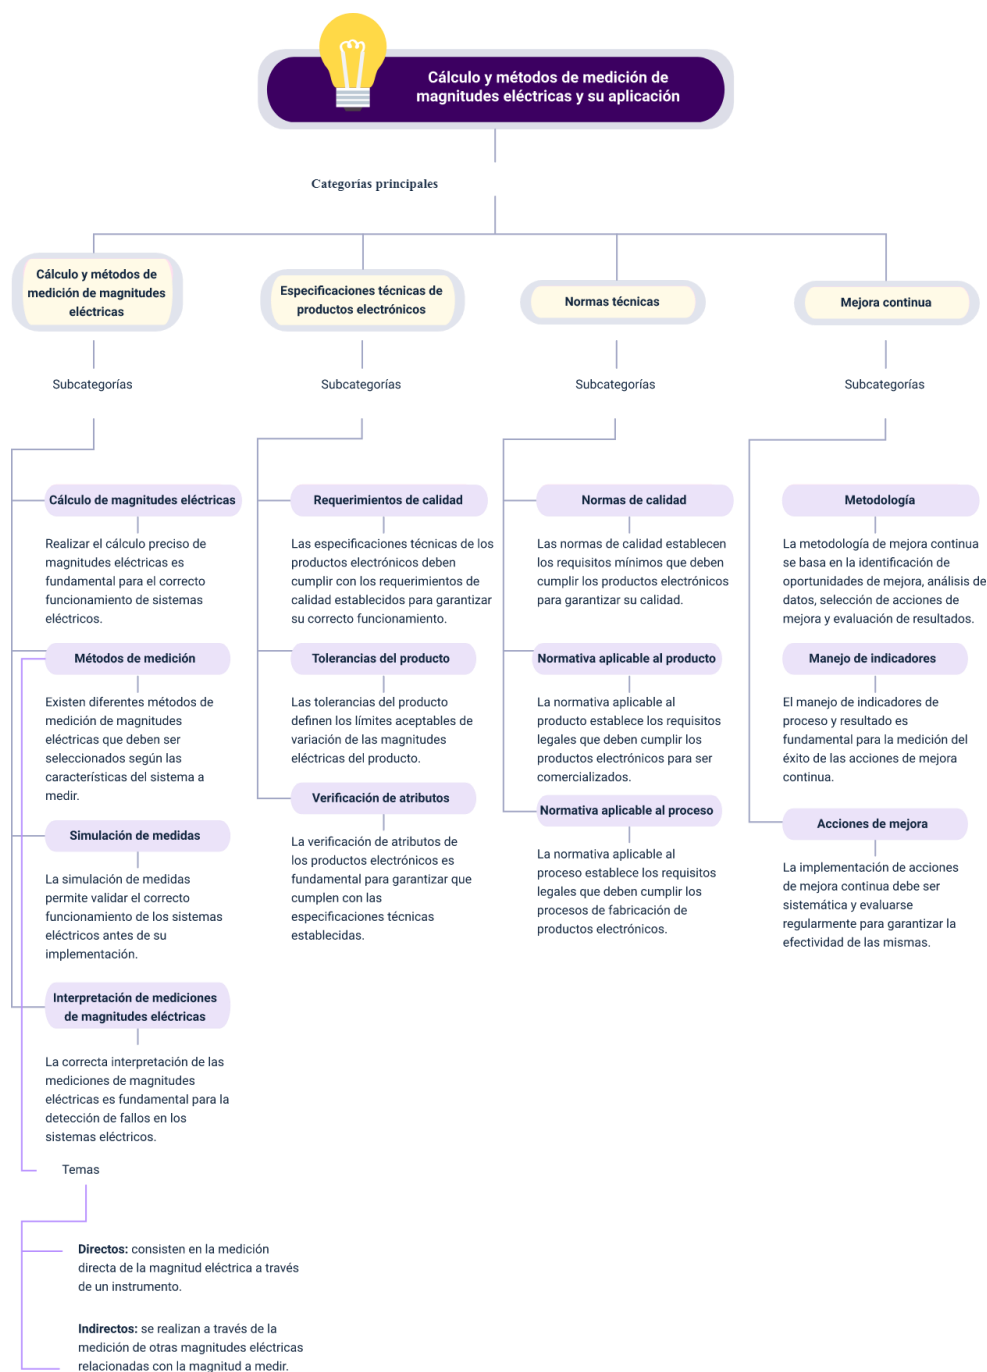 Cálculo y métodos de medición de
magnitudes eléctricas y su aplicación
Categorías principales
Cálculo y métodos de
medición de magnitudes
eléctricas
Especificaciones técnicas de
productos electrónicos
Normas técnicas
Mejora continua
Subcategorías
Subcategorías
Subcategorías
Subcategorías
Cálculo de magnitudes eléctricas
Realizar el cálculo preciso de
magnitudes eléctricas es
fundamental para el correcto
funcionamiento de sistemas
eléctricos.
Métodos de medición
Existen diferentes métodos de
medición de magnitudes
eléctricas que deben ser
seleccionados según las
características del sistema a
medir.
Simulación de medidas
La simulación de medidas
permite validar el correcto
funcionamiento de los sistemas
eléctricos antes de su
implementación.
Interpretación de mediciones
de magnitudes eléctricas
La correcta interpretación de las
mediciones de magnitudes
eléctricas es fundamental para la
detección de fallos en los
sistemas eléctricos.
Temas
Directos: consisten en la medición
directa de la magnitud eléctrica a través
de un instrumento.
Indirectos: se realizan a través de la
medición de otras magnitudes eléctricas
relacionadas con la magnitud a medir.
Requerimientos de calidad
Las especificaciones técnicas de los
productos electrónicos deben
cumplir con los requerimientos de
calidad establecidos para garantizar
su correcto funcionamiento.
Tolerancias del producto
Las tolerancias del producto
definen los límites aceptables de
variación de las magnitudes
eléctricas del producto.
Verificación de atributos
La verificación de atributos de
los productos electrónicos es
fundamental para garantizar que
cumplen con las
especificaciones técnicas
establecidas.
Normas de calidad
Las normas de calidad establecen
los requisitos mínimos que deben
cumplir los productos electrónicos
para garantizar su calidad.
Normativa aplicable al producto
La normativa aplicable al
producto establece los requisitos
legales que deben cumplir los
productos electrónicos para ser
comercializados.
Normativa aplicable al proceso
La normativa aplicable al
proceso establece los requisitos
legales que deben cumplir los
procesos de fabricación de
productos electrónicos.
Metodología
La metodología de mejora continua
se basa en la identificación de
oportunidades de mejora, análisis de
datos, selección de acciones de
mejora y evaluación de resultados.
Manejo de indicadores
El manejo de indicadores de
proceso y resultado es
fundamental para la medición del
éxito de las acciones de mejora
continua.
Acciones de mejora
La implementación de acciones
de mejora continua debe ser
sistemática y evaluarse
regularmente para garantizar la
efectividad de las mismas.